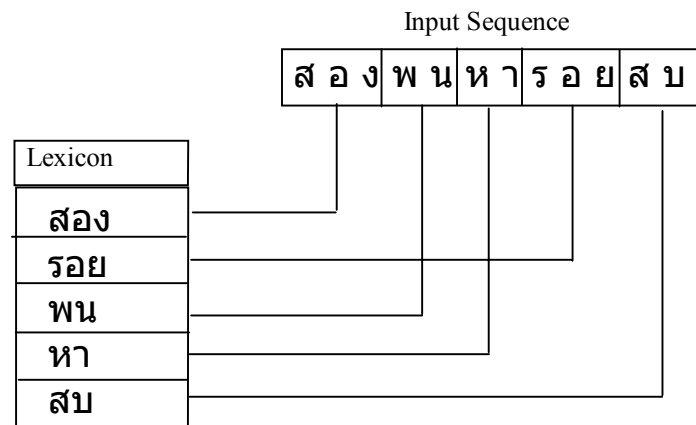 Input Sequence
ส อ ง พ น ห า ร อ ย ส บ
Lexicon
สอง
รอย
พน
หา
สบ